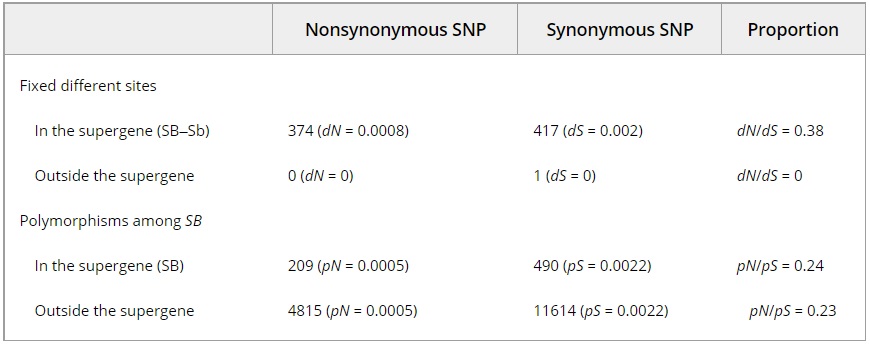 Nonsynonymous SNP Synonymous SNP Proportion
Fixed different sites
In the supergene (SB–Sb) 374 (dN = 0.0008) 417 (dS = 0.002) dN/dS = 0.38
Outside the supergene 0 (dN = 0) 1 (dS = 0) dN/dS = 0
Polymorphisms among SB
In the supergene (SB) 209 (pN = 0.0005) 490 (pS = 0.0022) pN/pS = 0.24
Outside the supergene 4815 (pN = 0.0005) 11614 (pS = 0.0022) pN/pS = 0.23